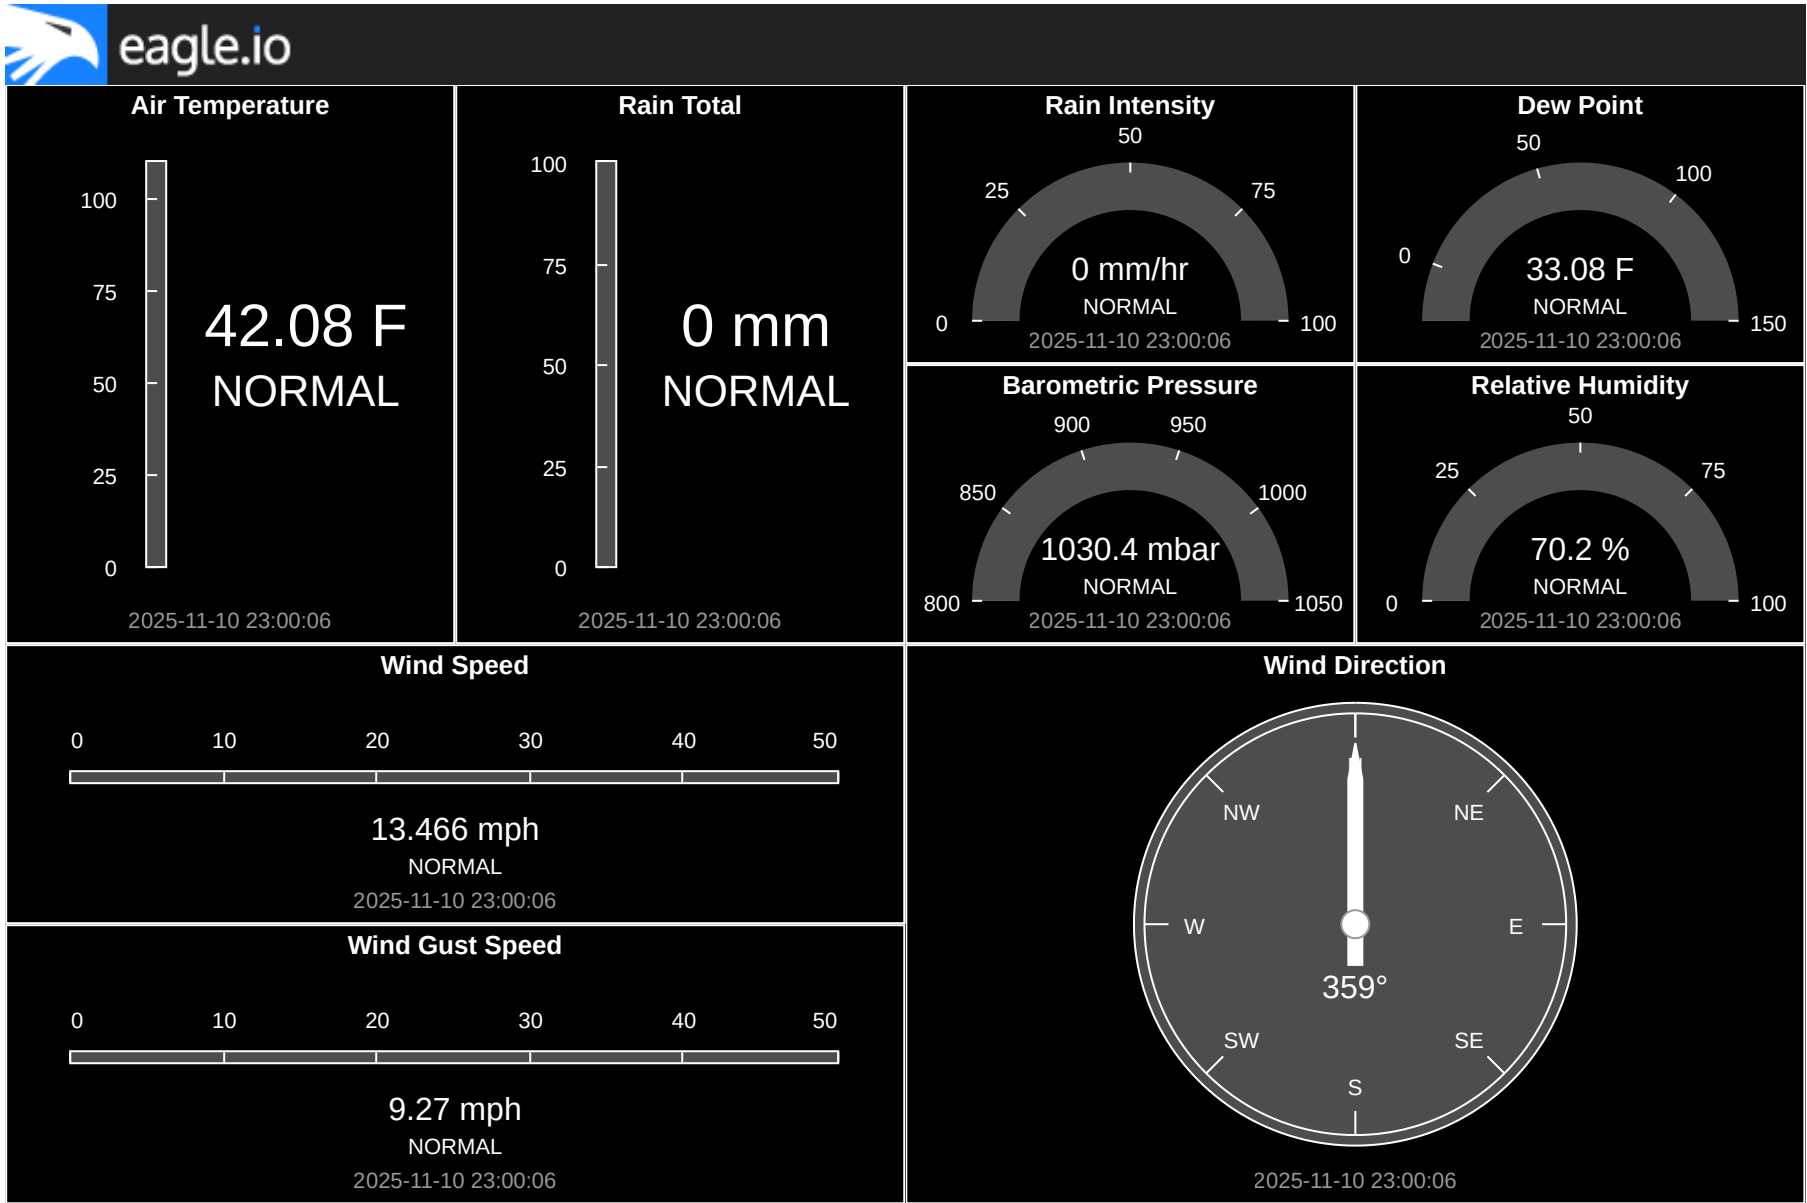 eagle.io
Air Temperature
100
75
50
25
0
42.08 F
NORMAL
2025-11-10 23:00:06
Rain Total
100
75
50
25
0
0 mm
NORMAL
2025-11-10 23:00:06
Rain Intensity
50
25
75
0
100
0 mm/hr
NORMAL
2025-11-10 23:00:06
Dew Point
50
100
0
150
33.08 F
NORMAL
2025-11-10 23:00:06
Barometric Pressure
900
950
850
1000
800
1050
1030.4 mbar
NORMAL
2025-11-10 23:00:06
Relative Humidity
50
25
75
0
100
70.2 %
NORMAL
2025-11-10 23:00:06
Wind Speed
0 10 20 30 40 50
13.466 mph
NORMAL
2025-11-10 23:00:06
Wind Gust Speed
0 10 20 30 40 50
9.27 mph
NORMAL
2025-11-10 23:00:06
Wind Direction
NW NE
W E
359°
SW SE
S
2025-11-10 23:00:06